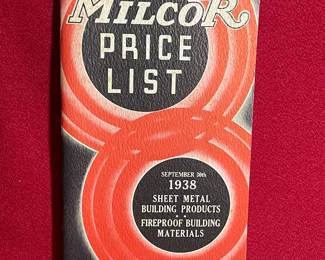 MILCOR
PRICE
LIST
SEPTEMBER 30th
1938
SHEET METAL
BUILDING PRODUCTS
• •
FIREPROOF BUILDING
MATERIALS